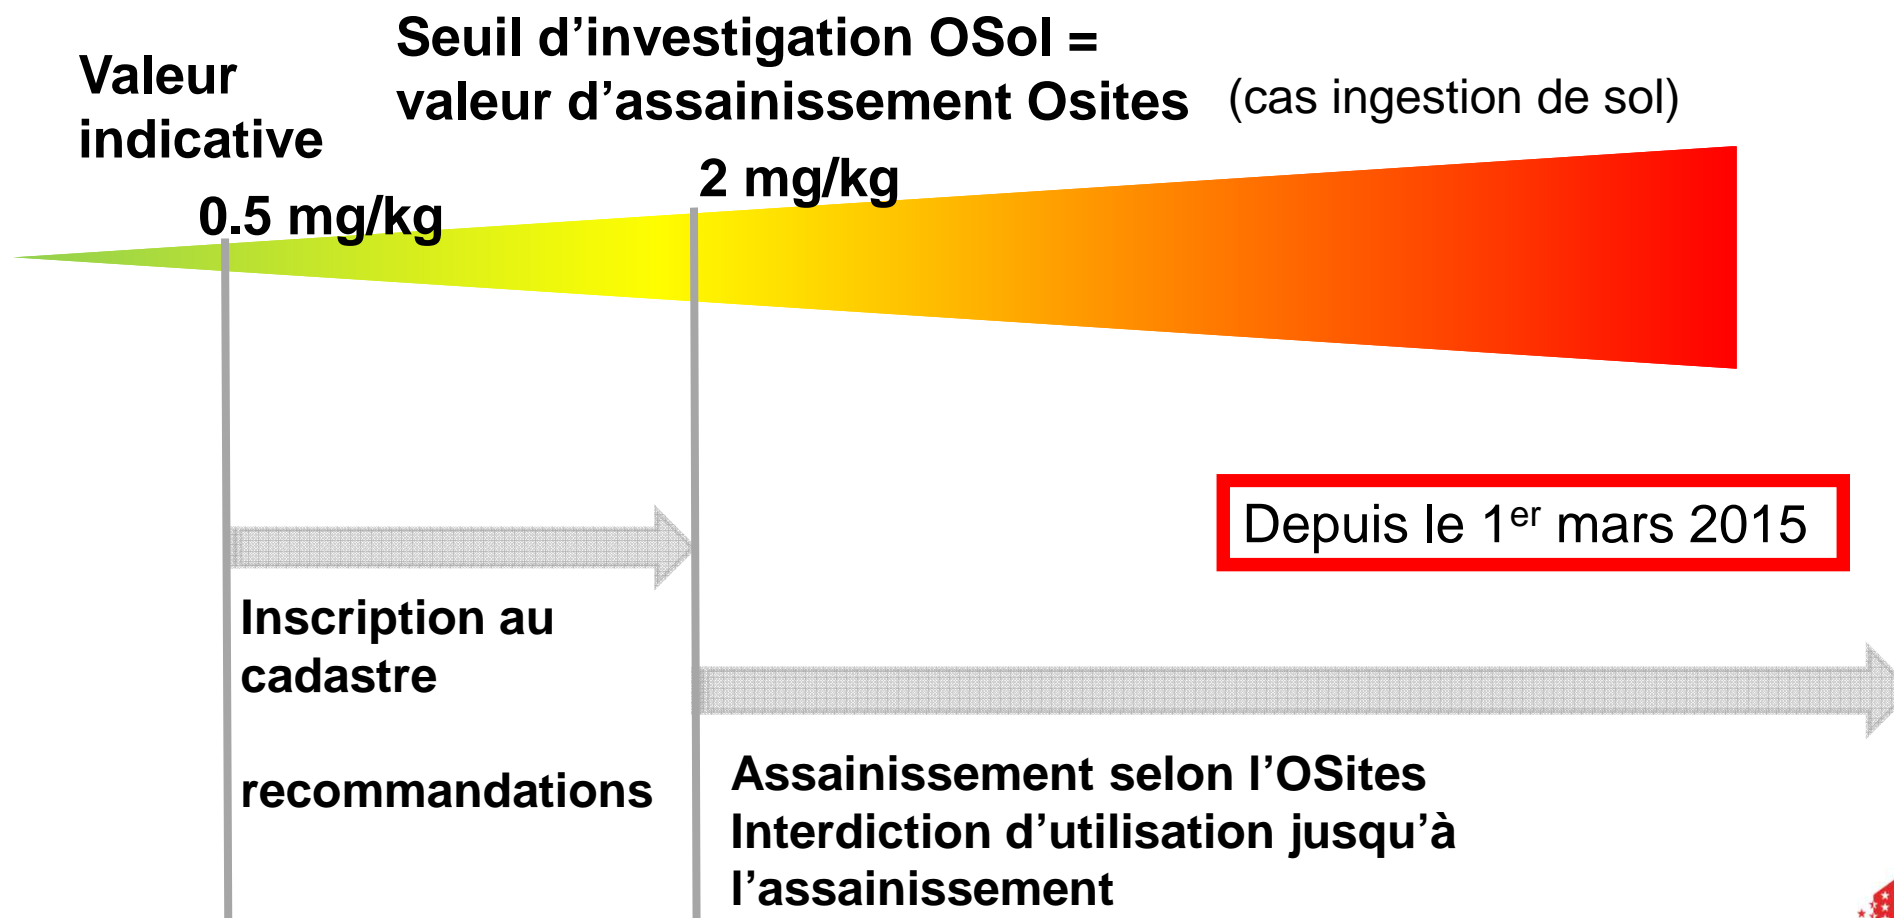 Valeur
indicative
0.5 mg/kg
Seuil d’investigation OSol =
valeur d’assainissement Osites (cas ingestion de sol)
2 mg/kg
Depuis le 1er mars 2015
Inscription au
cadastre
recommandations
Assainissement selon l’OSites
Interdiction d’utilisation jusqu’à
l’assainissement